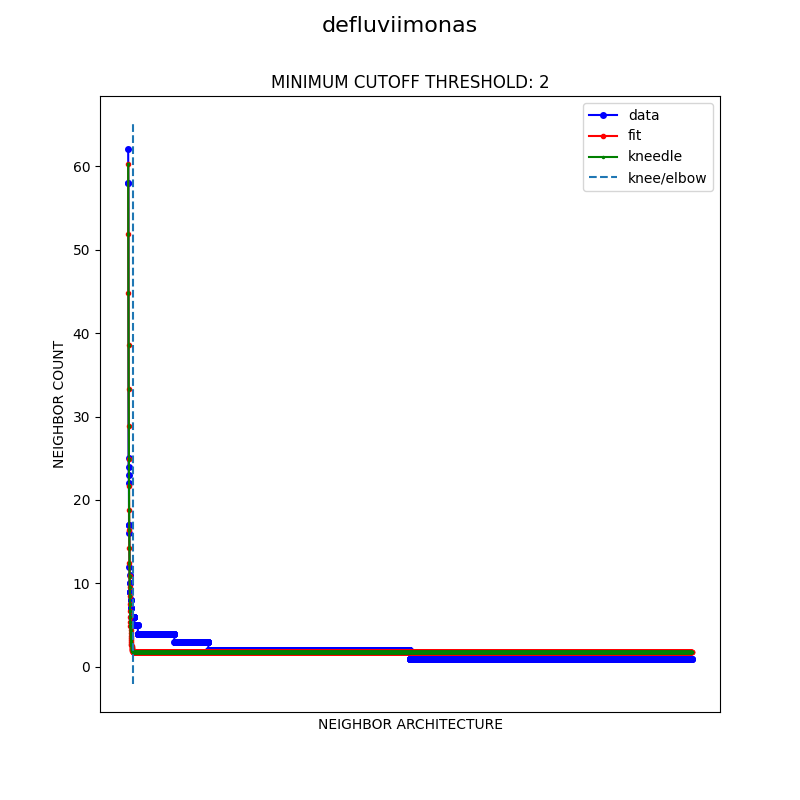 defluviimonas
MINIMUM CUTOFF THRESHOLD: 2
data
fit
kneedle
knee/elbow
60
50
40
30
20
10
0
NEIGHBOR COUNT
NEIGHBOR ARCHITECTURE